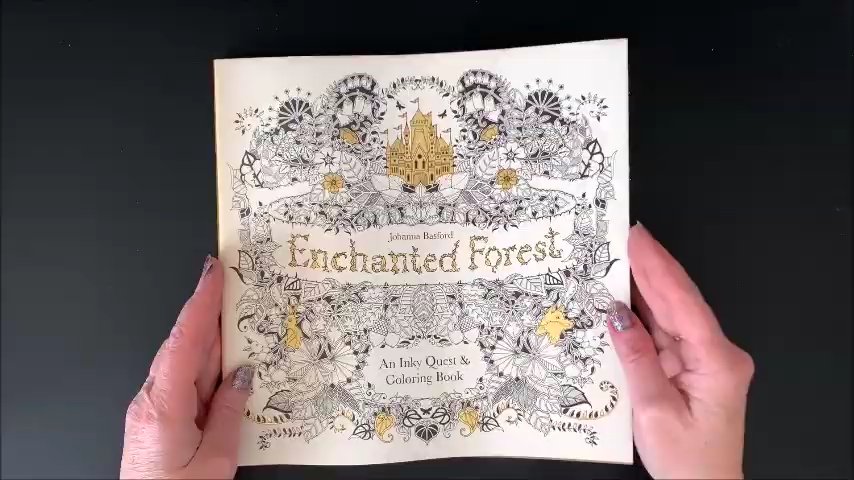 Johanna Basford
Enchanted Forest
An Inky Quest &
Coloring Book